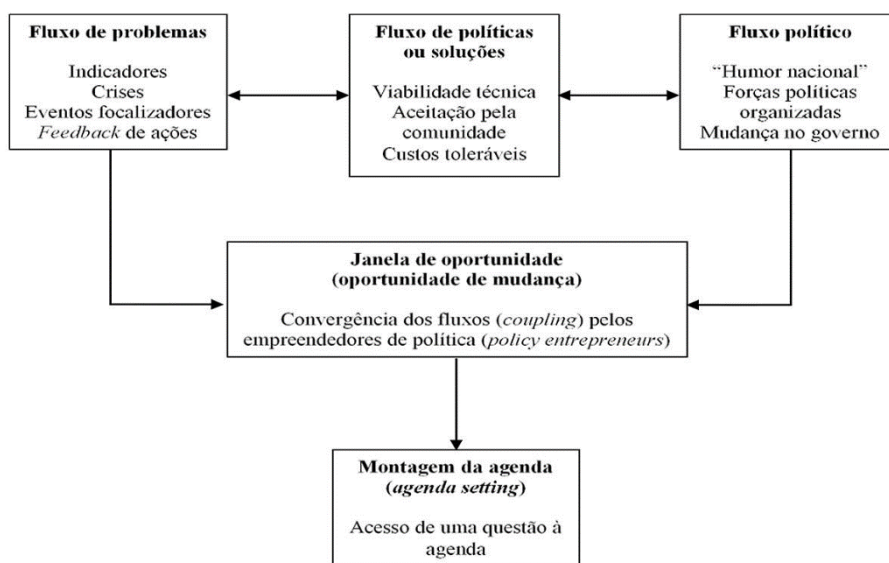 Fluxo de problemas
Indicadores
Crises
Eventos focalizadores
Feedback de ações
Fluxo de políticas
ou soluções
Viabilidade técnica
Aceitação pela
comunidade
Custos toleráveis
Fluxo político
“Humor nacional”
Forças políticas
organizadas
Mudança no governo
Janela de oportunidade
(oportunidade de mudança)
Convergência dos fluxos (coupling) pelos
empreendedores de política (policy entrepreneurs)
Montagem da agenda
(agenda setting)
Acesso de uma questão à
agenda